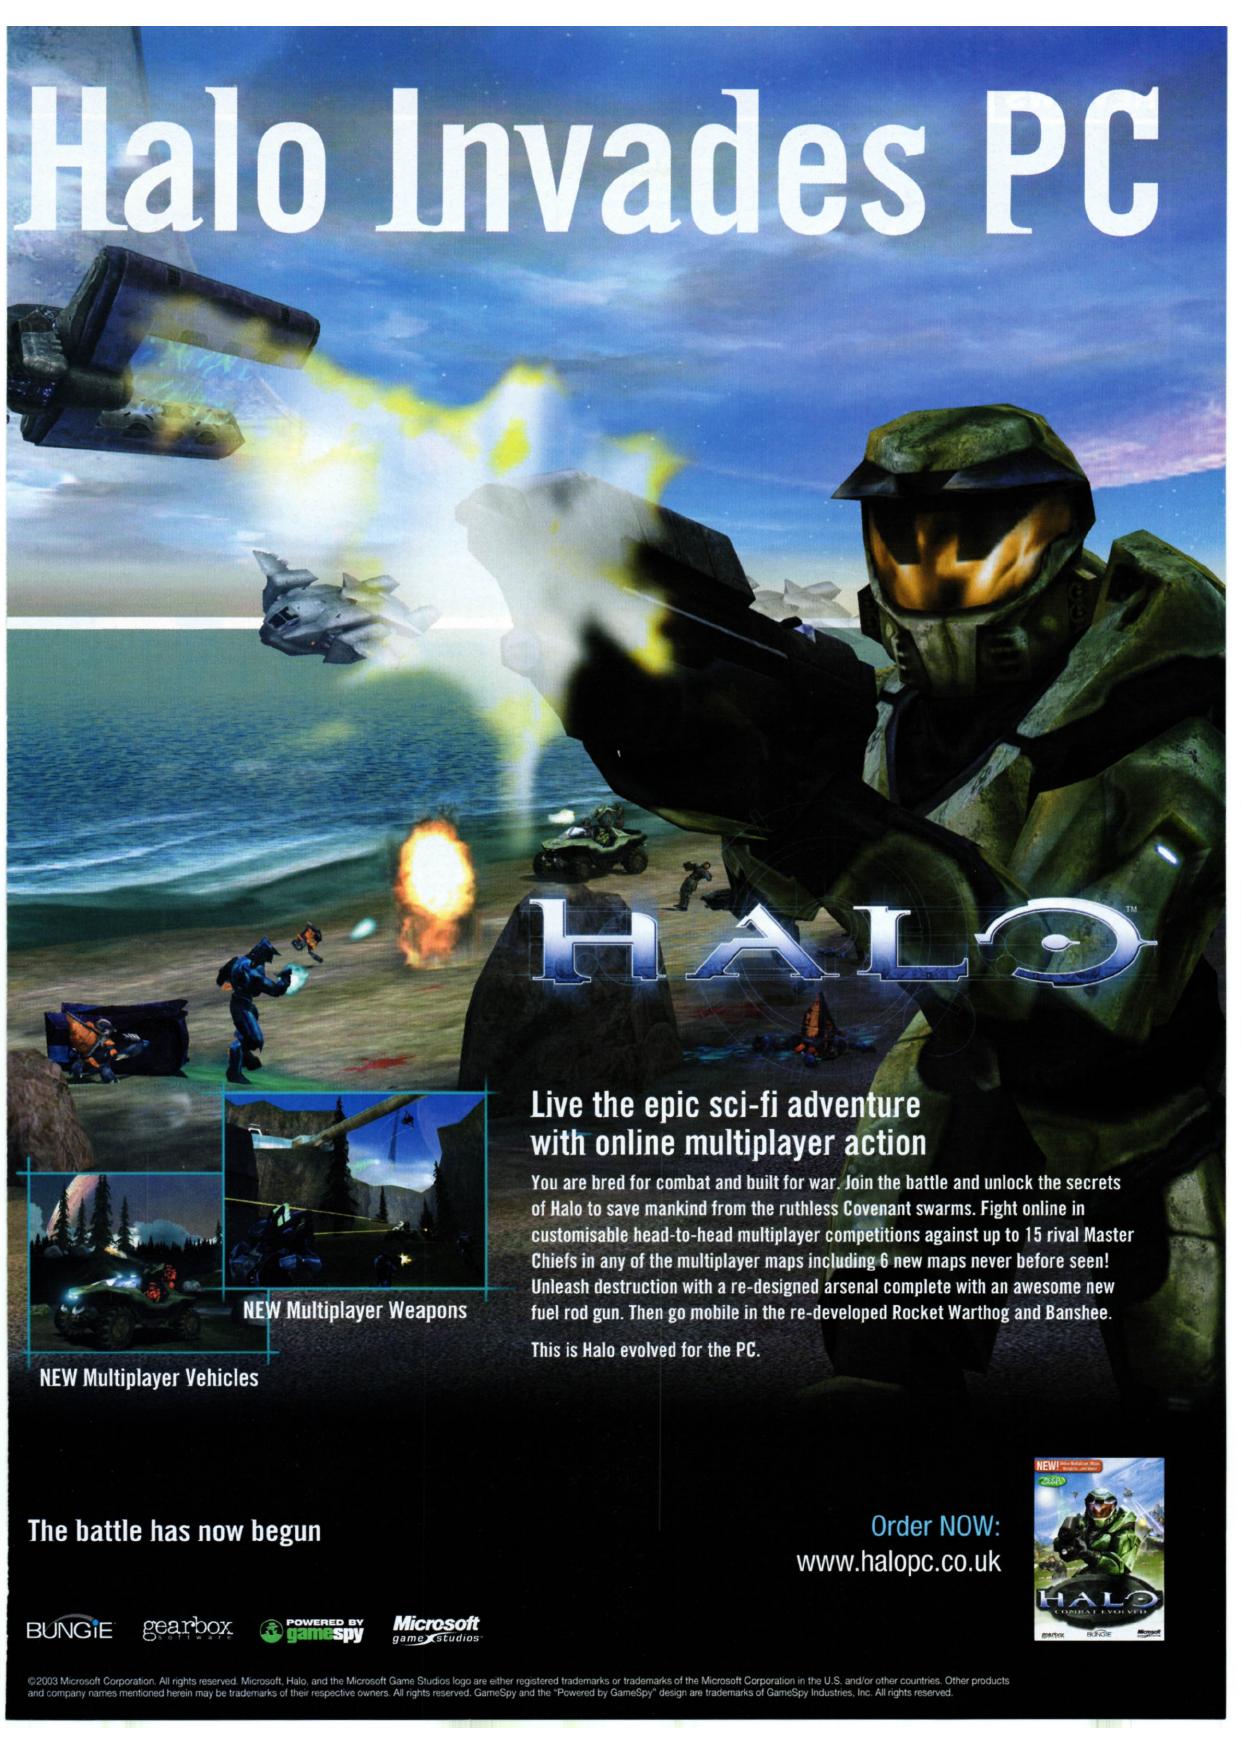 Halo Invades PC
HALO™
Live the epic sci-fi adventure
with online multiplayer action
You are bred for combat and built for war. Join the battle and unlock the secrets
of Halo to save mankind from the ruthless Covenant swarms. Fight online in
customisable head-to-head multiplayer competitions against up to 15 rival Master
Chiefs in any of the multiplayer maps including 6 new maps never before seen!
Unleash destruction with a re-designed arsenal complete with an awesome new
fuel rod gun. Then go mobile in the re-developed Rocket Warthog and Banshee.
This is Halo evolved for the PC.
NEW Multiplayer Weapons
NEW Multiplayer Vehicles
The battle has now begun
Order NOW:
www.halopc.co.uk
NEW!
HALO
COMBAT EVOLVED
gearbox BUNGIE Microsoft
BUNGiE
gearbox
software
POWERED BY
gamespy
Microsoft
game studios
©2003 Microsoft Corporation. All rights reserved. Microsoft, Halo, and the Microsoft Game Studios logo are either registered trademarks or trademarks of the Microsoft Corporation in the U.S. and/or other countries. Other products
and company names mentioned herein may be trademarks of their respective owners. All rights reserved. GameSpy and the "Powered by GameSpy" design are trademarks of GameSpy Industries, Inc. All rights reserved.